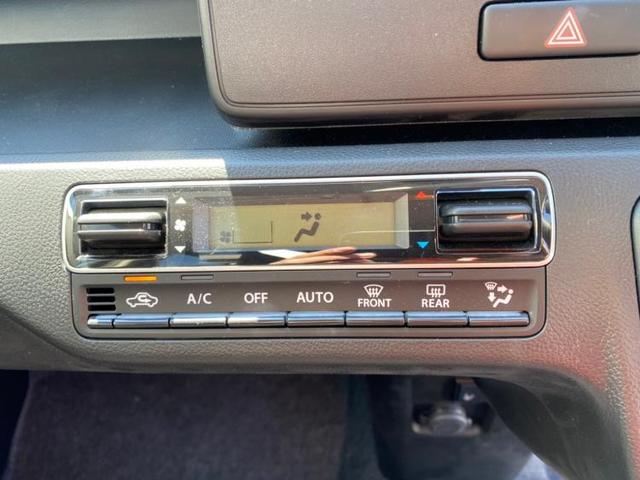 A/C OFF AUTO FRONT REAR